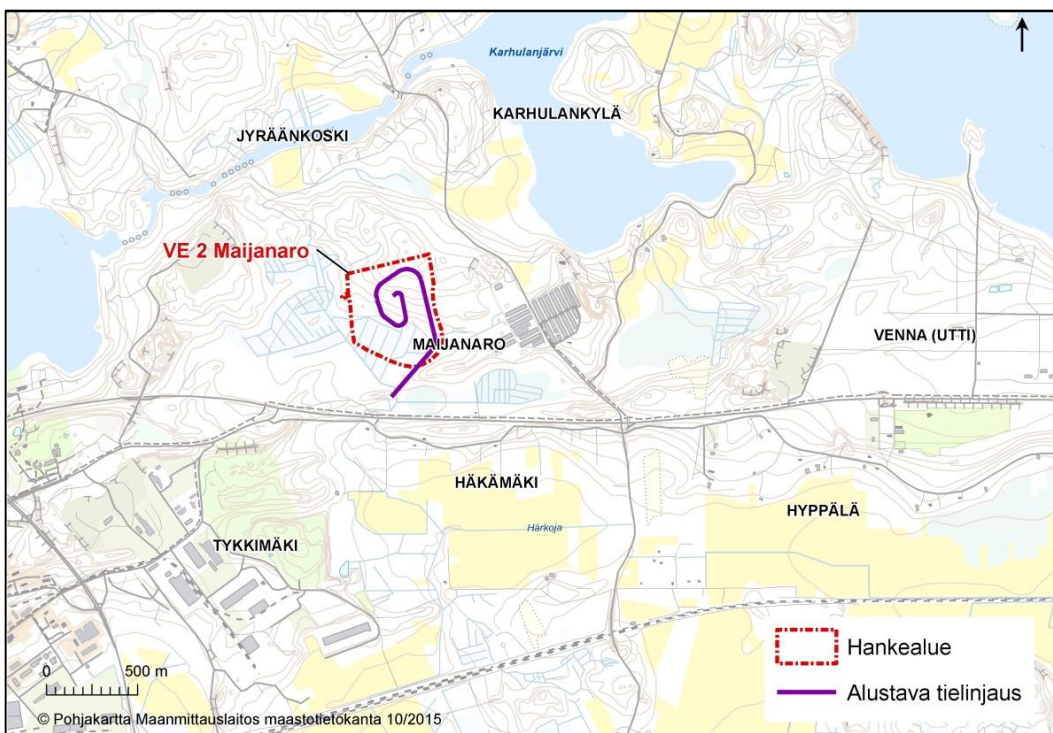 Karhulanjärvi
KARHULANKYLÄ
JYRÄÄNKOSKI
VE 2 Maijanaro
MAIJANARO
VENNA (UTTI)
HÄKÄMÄKI
HYPPÄLÄ
Härkoja
TYKKIMÄKI
Hankealue
0 500 m
Alustava tielinjaus
© Pohjakartta Maanmittauslaitos maastotietokanta 10/2015